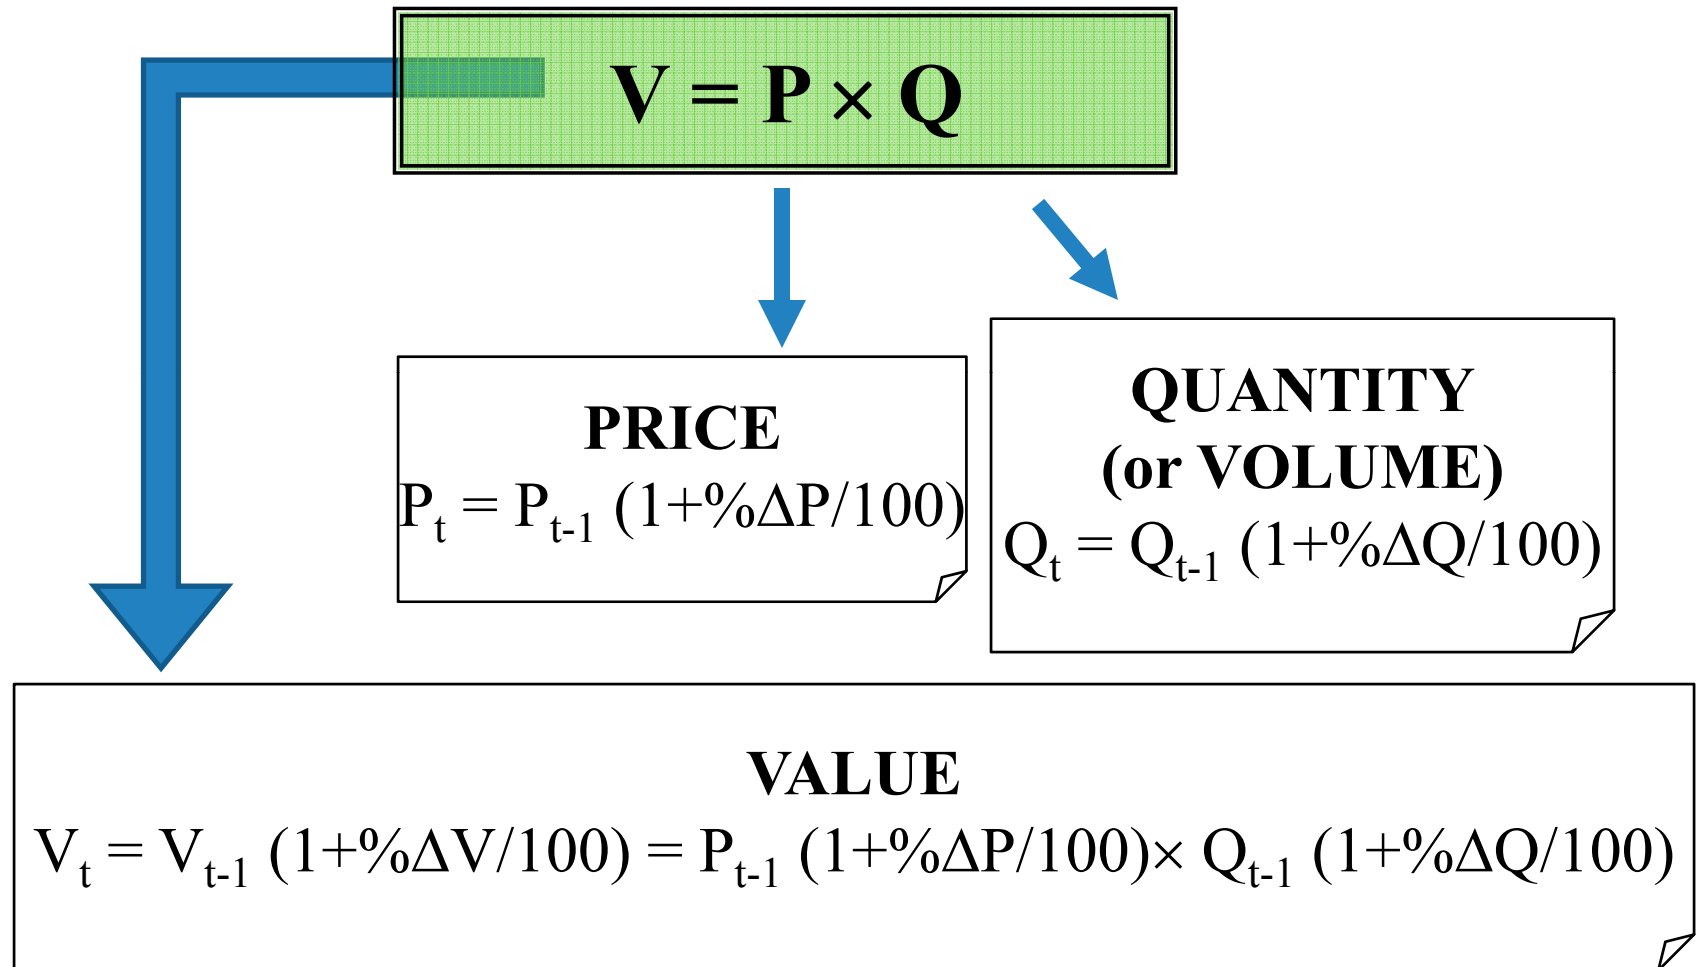 V = P × Q
PRICE
Pₜ = Pₜ₋₁ (1+%ΔP/100)
QUANTITY
(or VOLUME)
Qₜ = Qₜ₋₁ (1+%ΔQ/100)
VALUE
Vₜ = Vₜ₋₁ (1+%ΔV/100) = Pₜ₋₁ (1+%ΔP/100)× Qₜ₋₁ (1+%ΔQ/100)